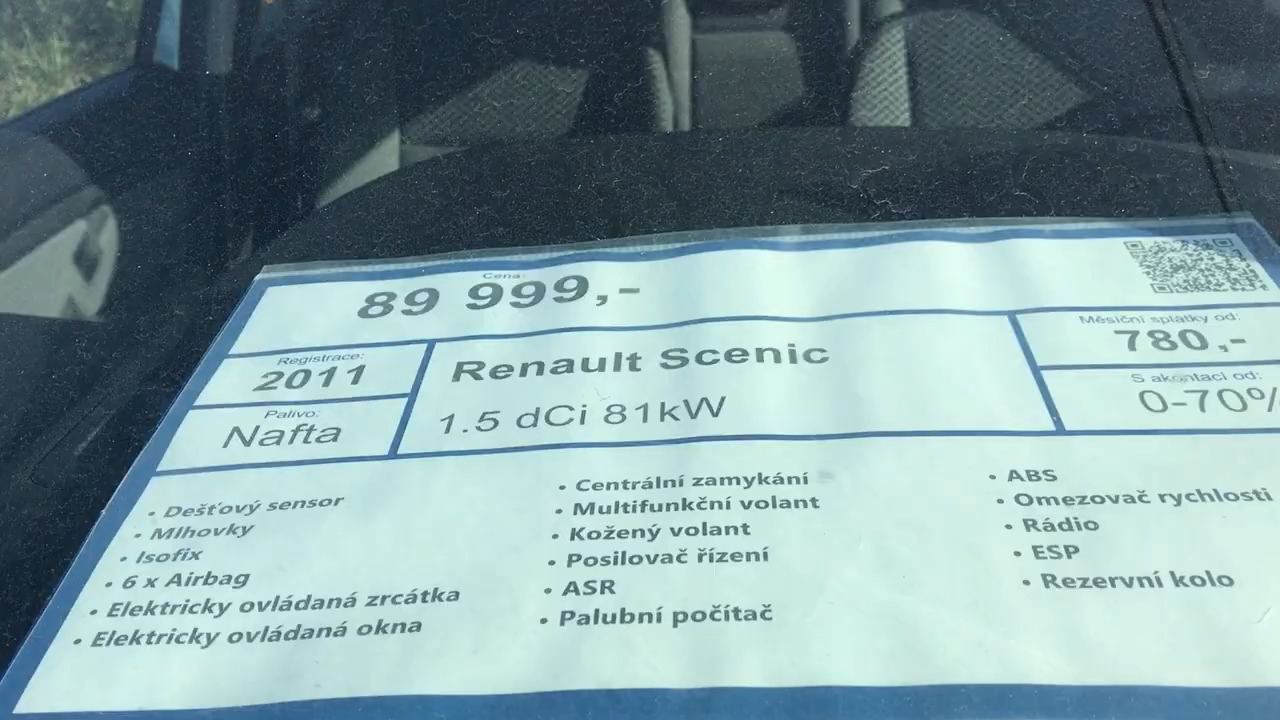 Cena:
89 999,-
Registrace:
2011
Palivo:
Nafta
Renault Scenic
1.5 dCi 81kW
Měsíční splátky od:
780,-
S akontací od:
0-70%
• Dešťový sensor
• Mlhovky
• Isofix
• 6 x Airbag
• Elektricky ovládaná zrcátka
• Elektricky ovládaná okna
• Centrální zamykání
• Multifunkční volant
• Kožený volant
• Posilovač řízení
• ASR
• Palubní počítač
• ABS
• Omezovač rychlosti
• Rádio
• ESP
• Rezervní kolo